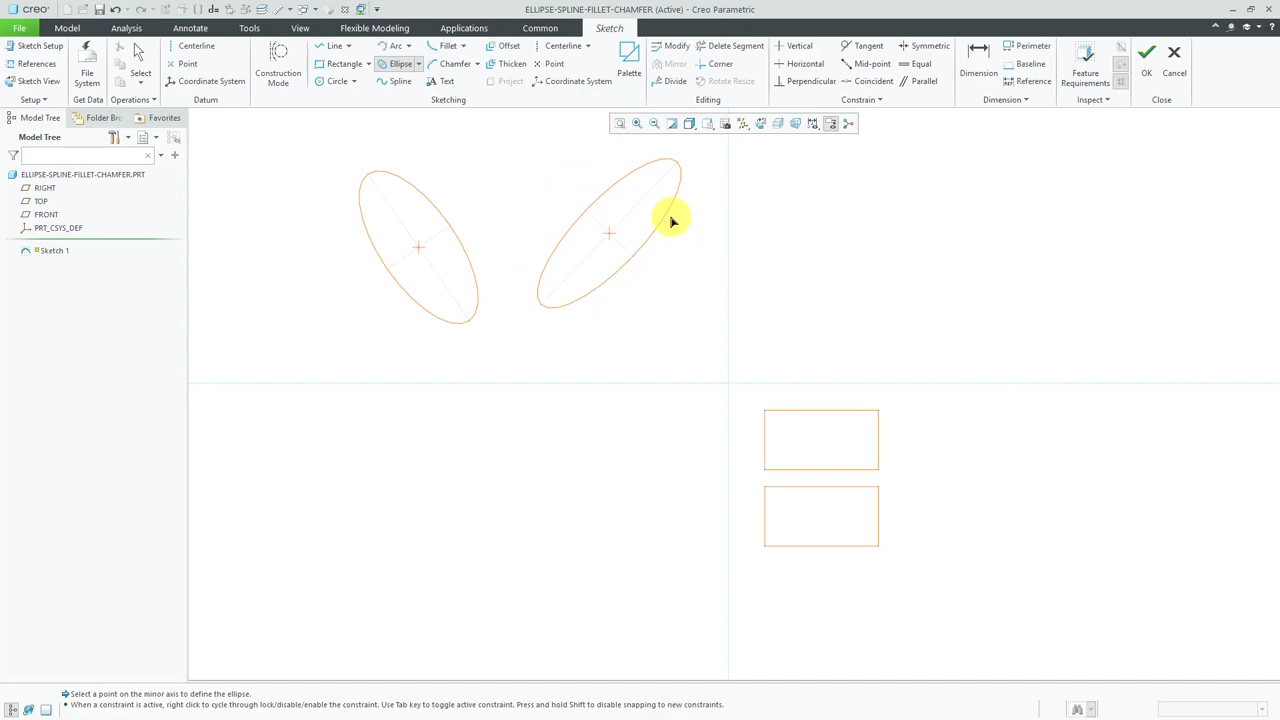 creo ELLIPSE-SPLINE-FILLET-CHAMFER (Active) - Creo Parametric
File Model Analysis Annotate Tools View Flexible Modeling Applications Common Sketch
Sketch Setup Centerline Line Arc Fillet Offset Centerline Modify Delete Segment Vertical Tangent Symmetric Perimeter
References Point Rectangle Ellipse Chamfer Thicken Point Mirror Corner Horizontal Mid-point Equal Baseline
Sketch View File System Select Coordinate System Construction Mode Circle Spline Text Project Coordinate System Palette Divide Rotate Resize Perpendicular Coincident Parallel Dimension Reference Feature Requirements OK Cancel
Setup Get Data Operations Datum Sketching Editing Constrain Dimension Inspect Close
Model Tree Folder Br Favorites
Model Tree
ELLIPSE-SPLINE-FILLET-CHAMFER.PRT
RIGHT
TOP
FRONT
PRT_CSYS_DEF
Sketch 1
Select a point on the minor axis to define the ellipse.
When a constraint is active, right click to cycle through lock/disable/enable the constraint. Use Tab key to toggle active constraint. Press and hold Shift to disable snapping to new constraints.